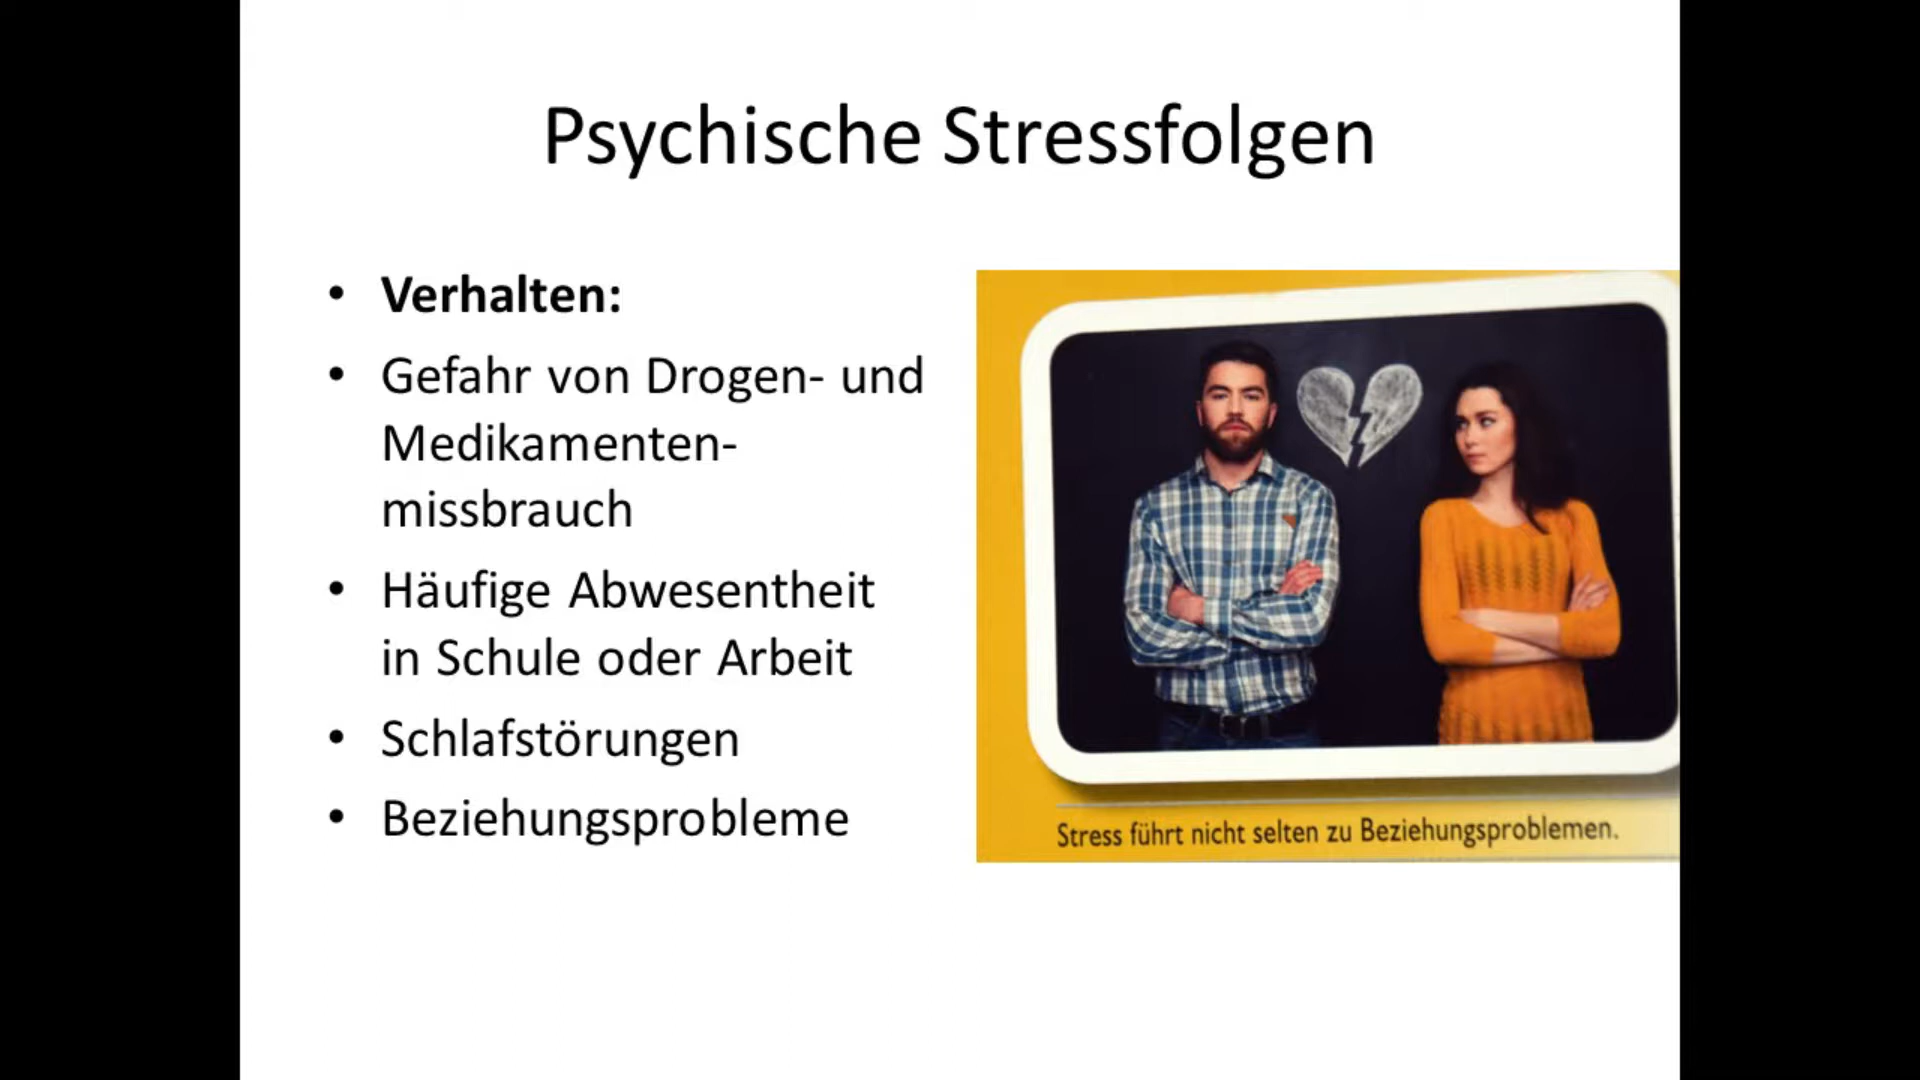 Psychische Stressfolgen
• Verhalten:
• Gefahr von Drogen- und
Medikamenten-
missbrauch
• Häufige Abwesentheit
in Schule oder Arbeit
• Schlafstörungen
• Beziehungsprobleme
Stress führt nicht selten zu Beziehungsproblemen.